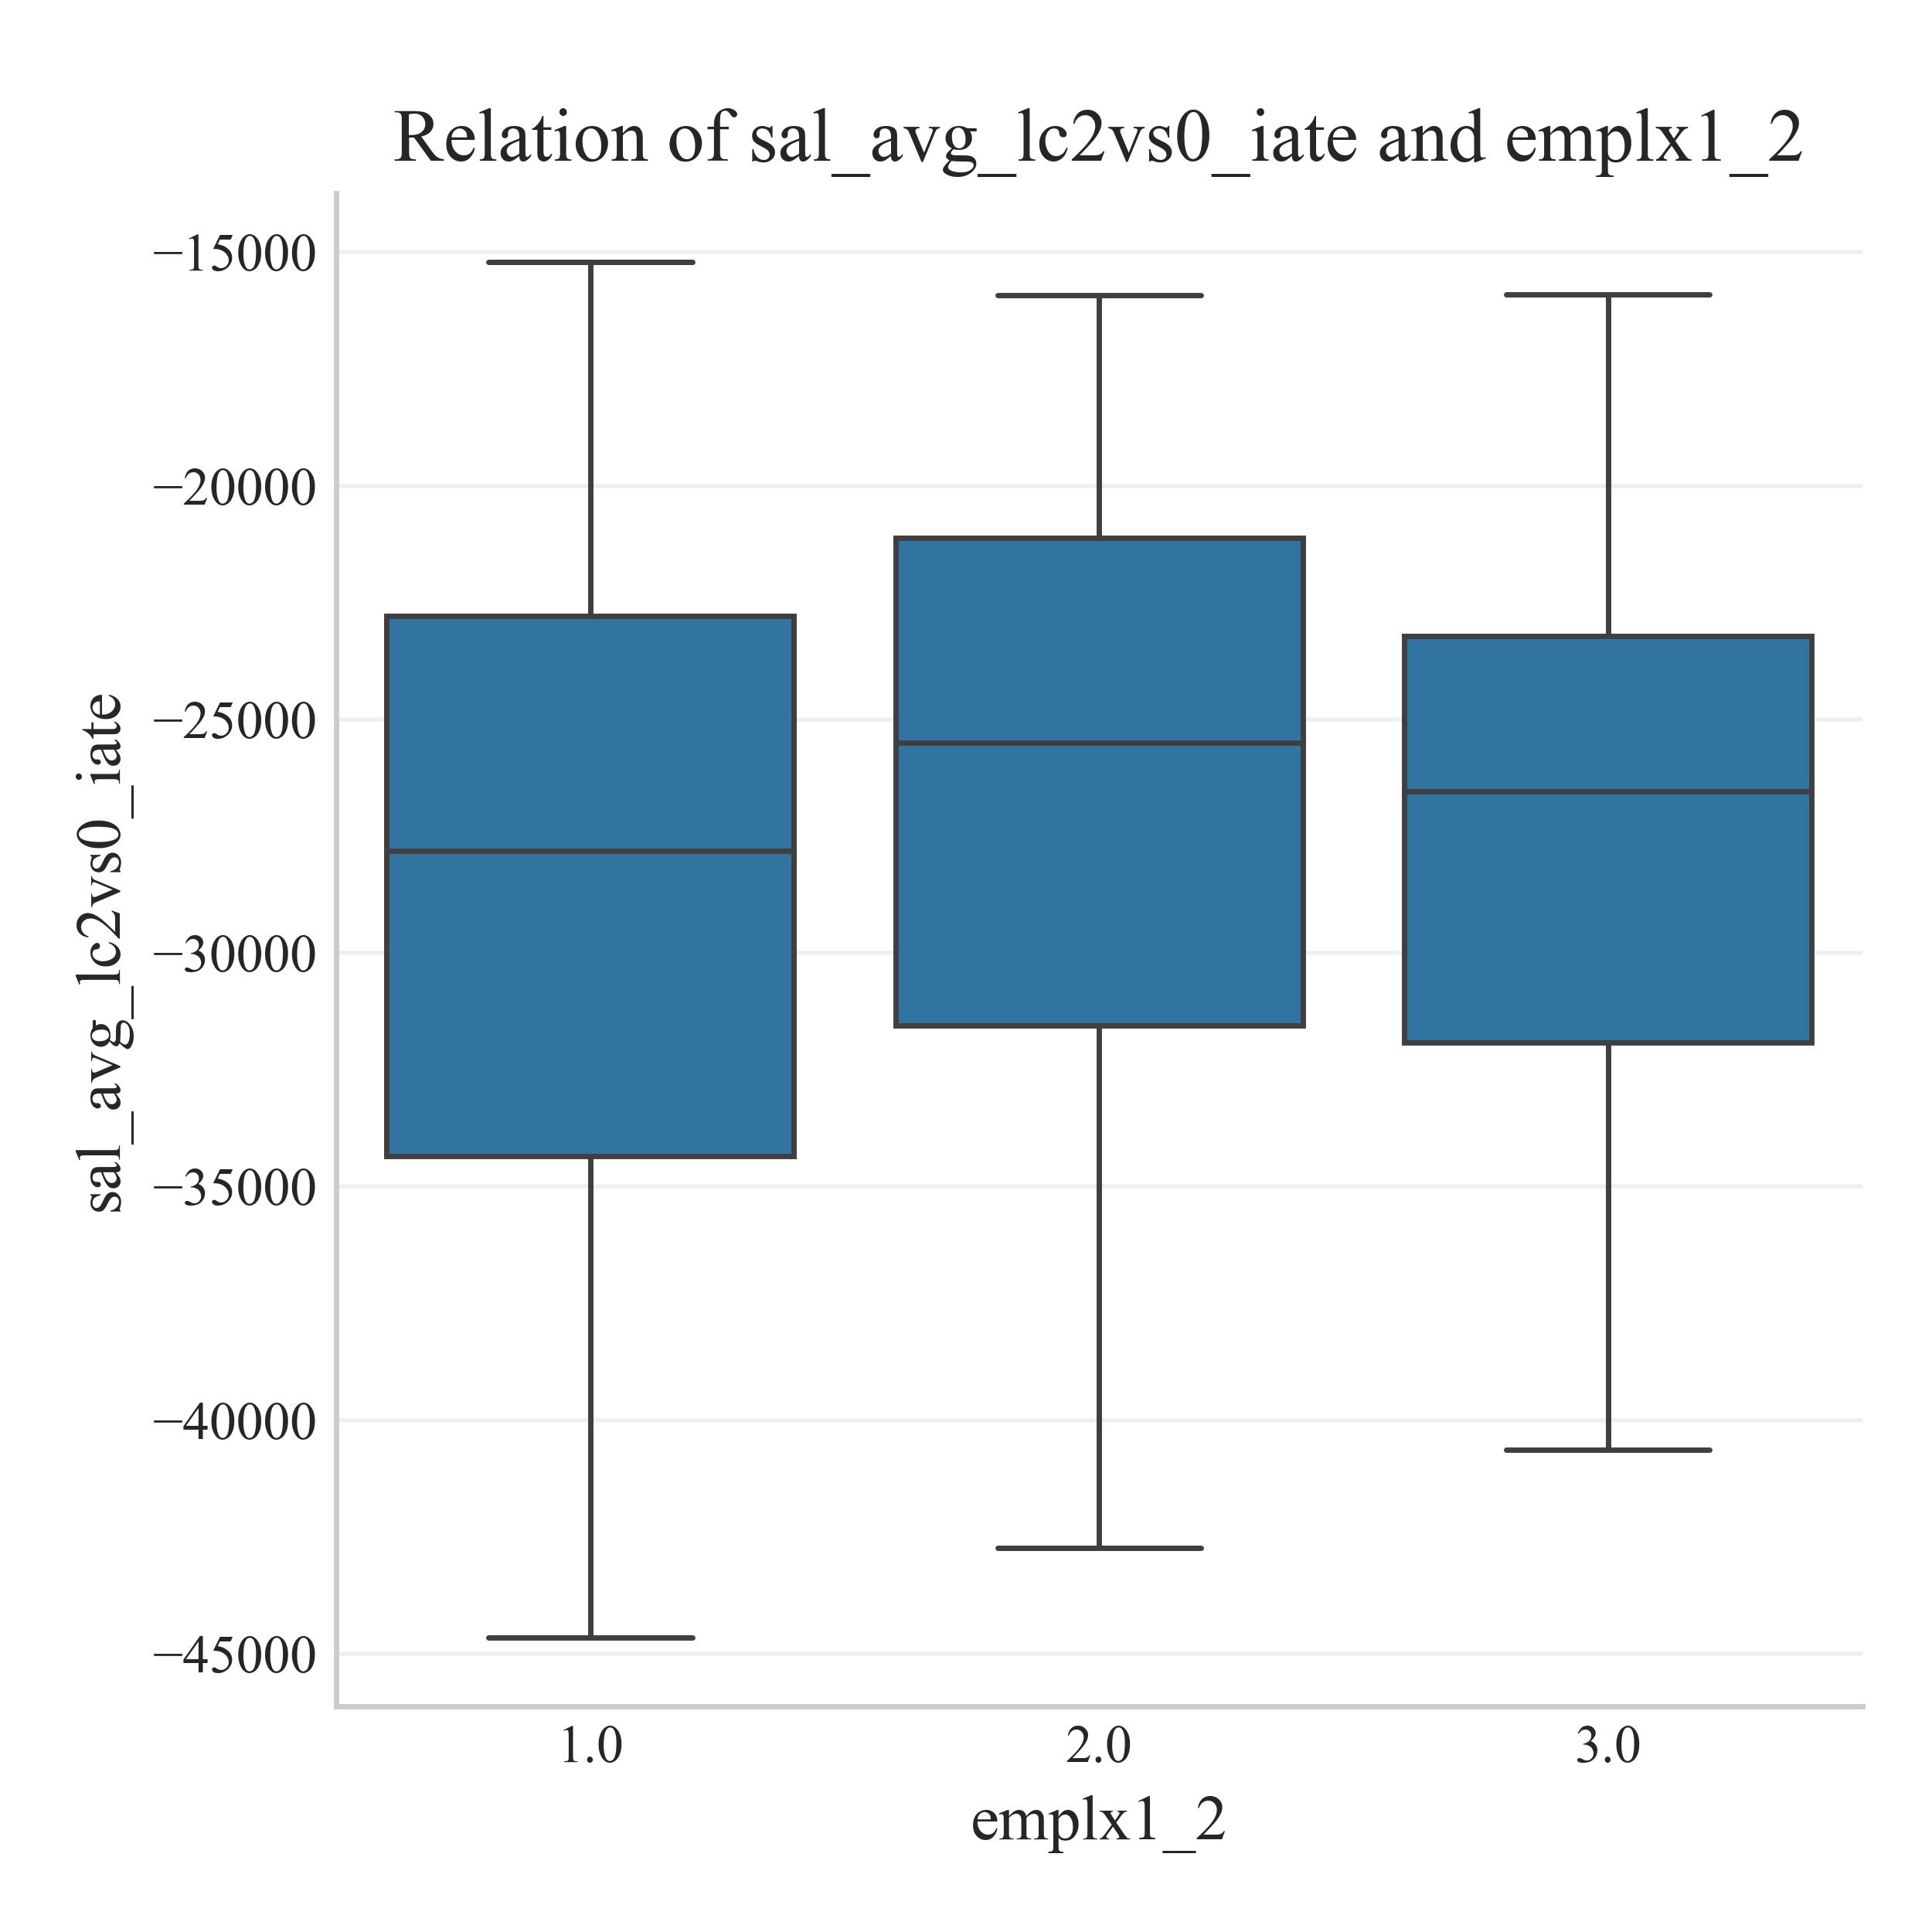 Relation of sal_avg_lc2vs0_iate and emplx1_2
−15000
−20000
−25000
−30000
−35000
−40000
−45000
sal_avg_lc2vs0_iate
1.0 2.0 3.0
emplx1_2